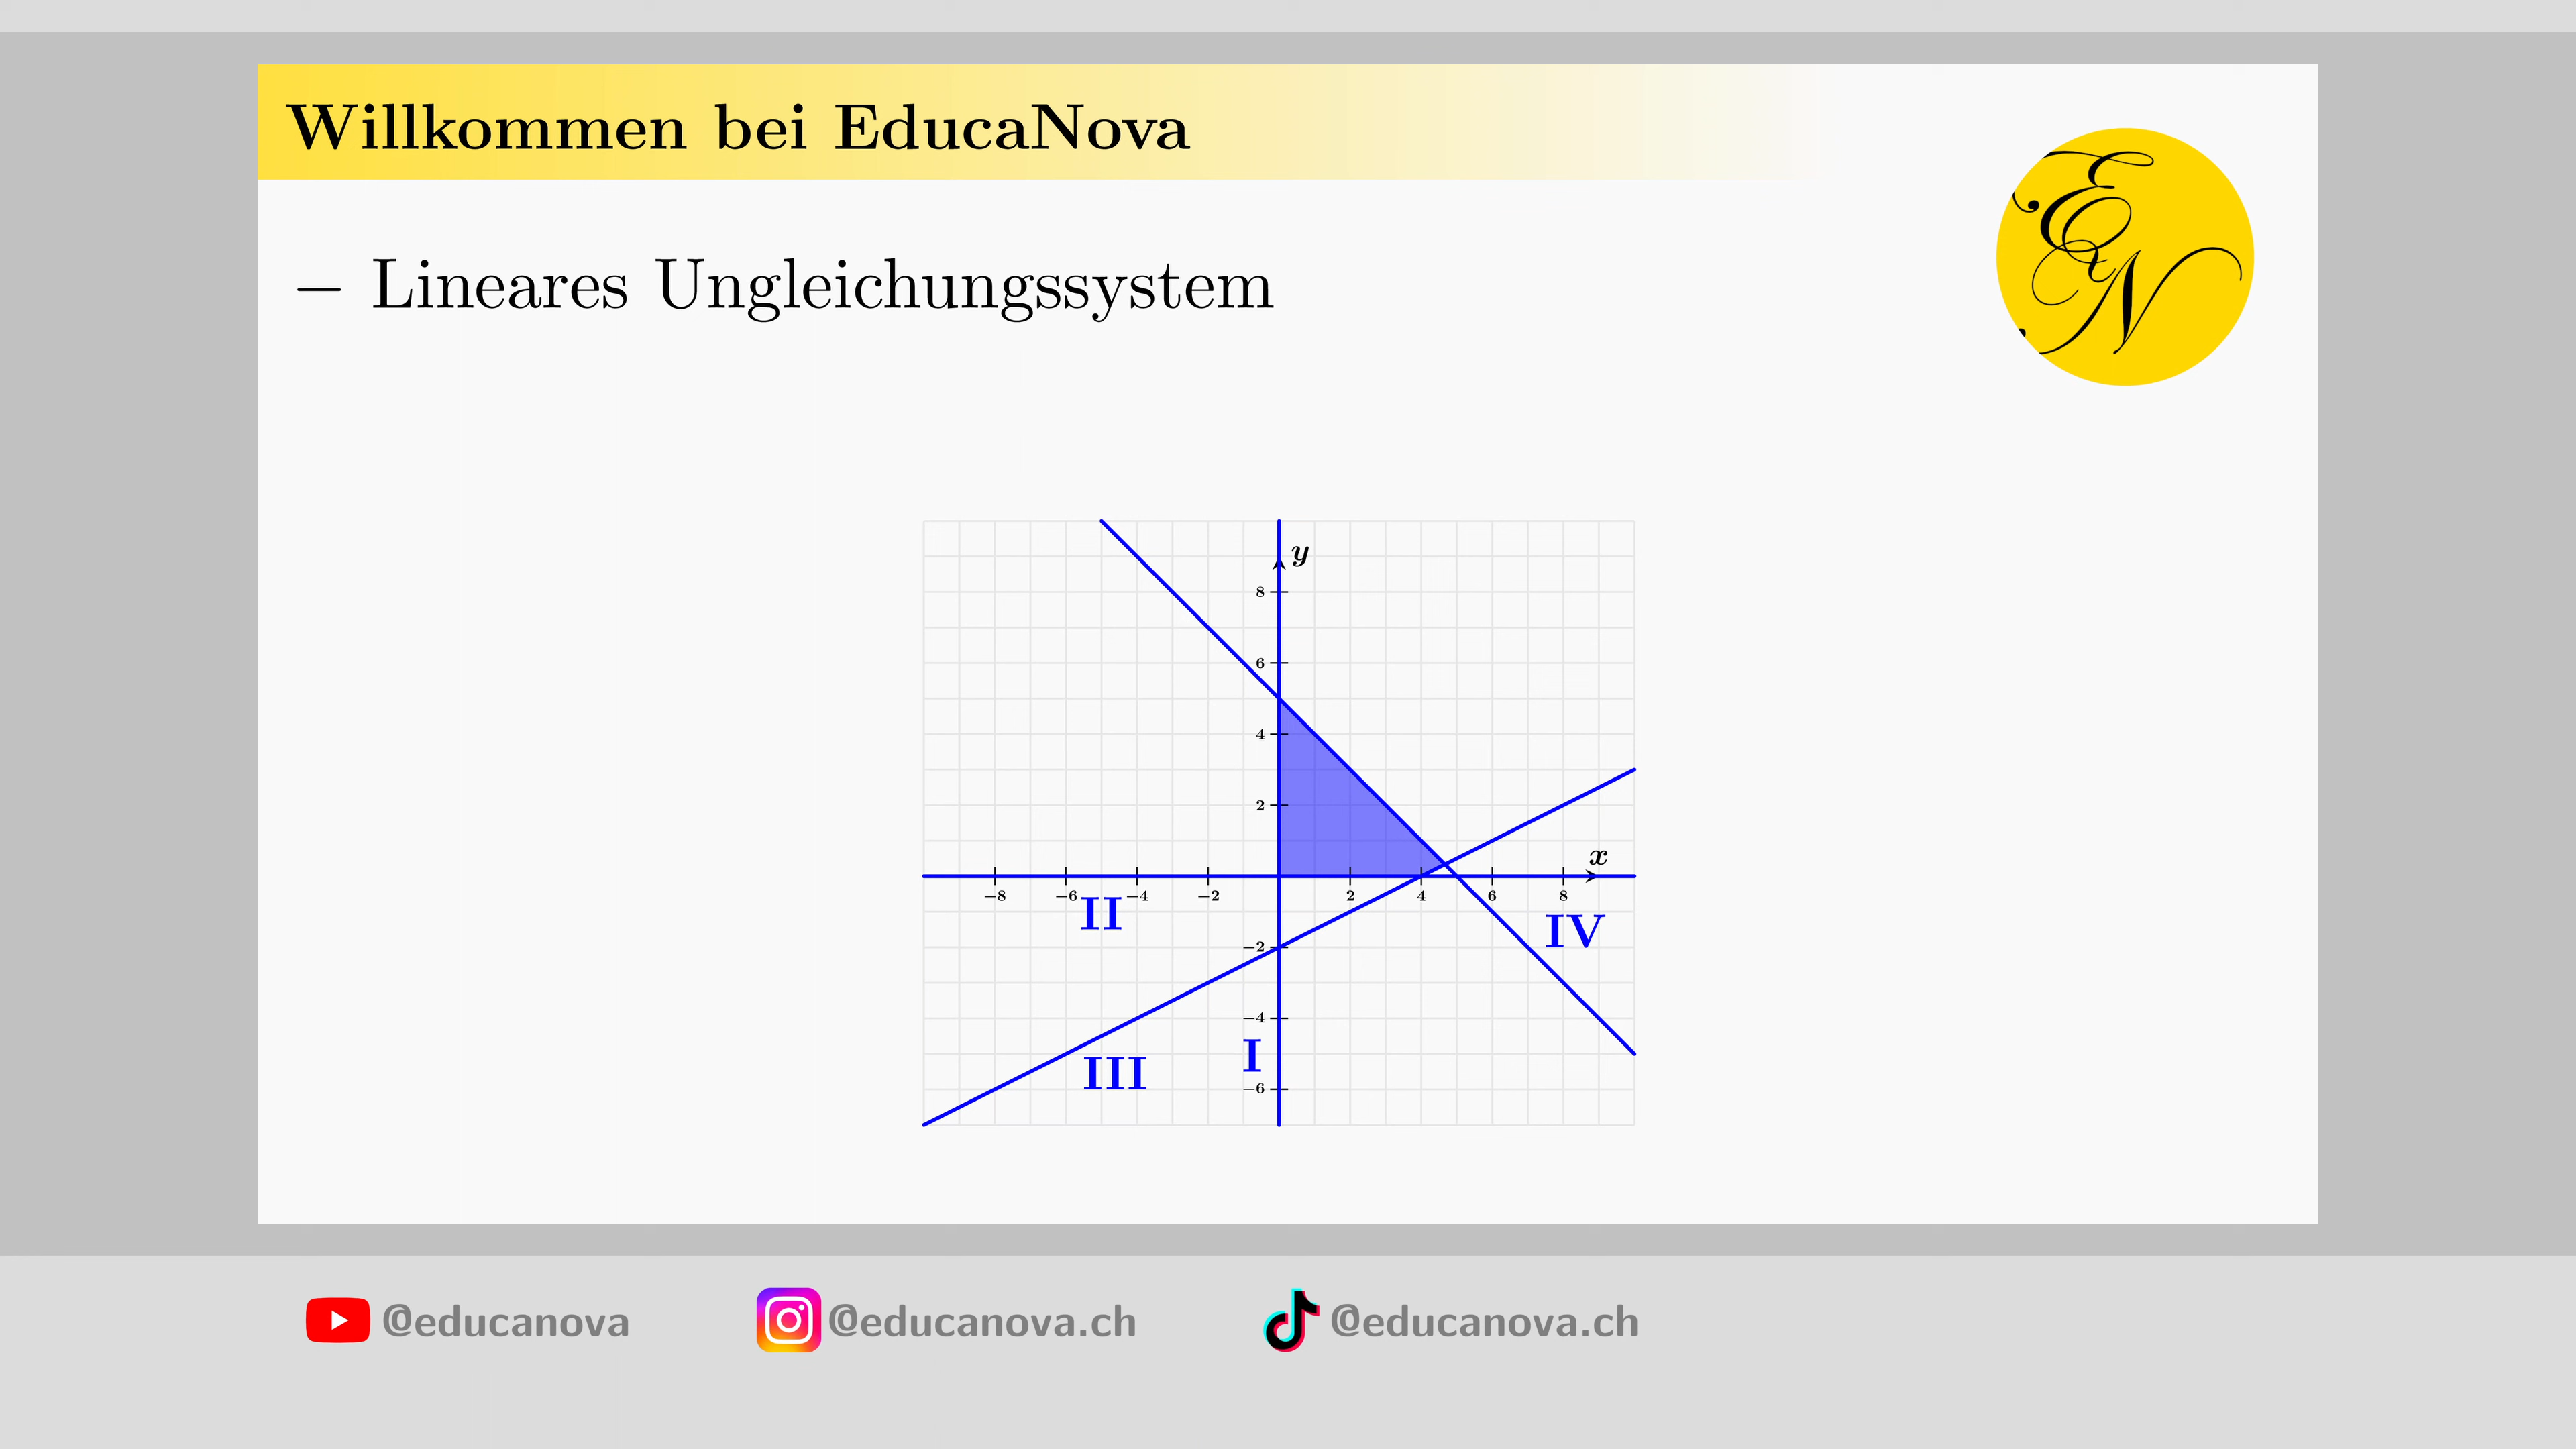 Willkommen bei EducaNova
EN
– Lineares Ungleichungssystem
y
8
6
4
2
x
−8 −6 −4 −2 2 4 6 8
II
IV
−2
−4
I
III
−6
@educanova @educanova.ch @educanova.ch